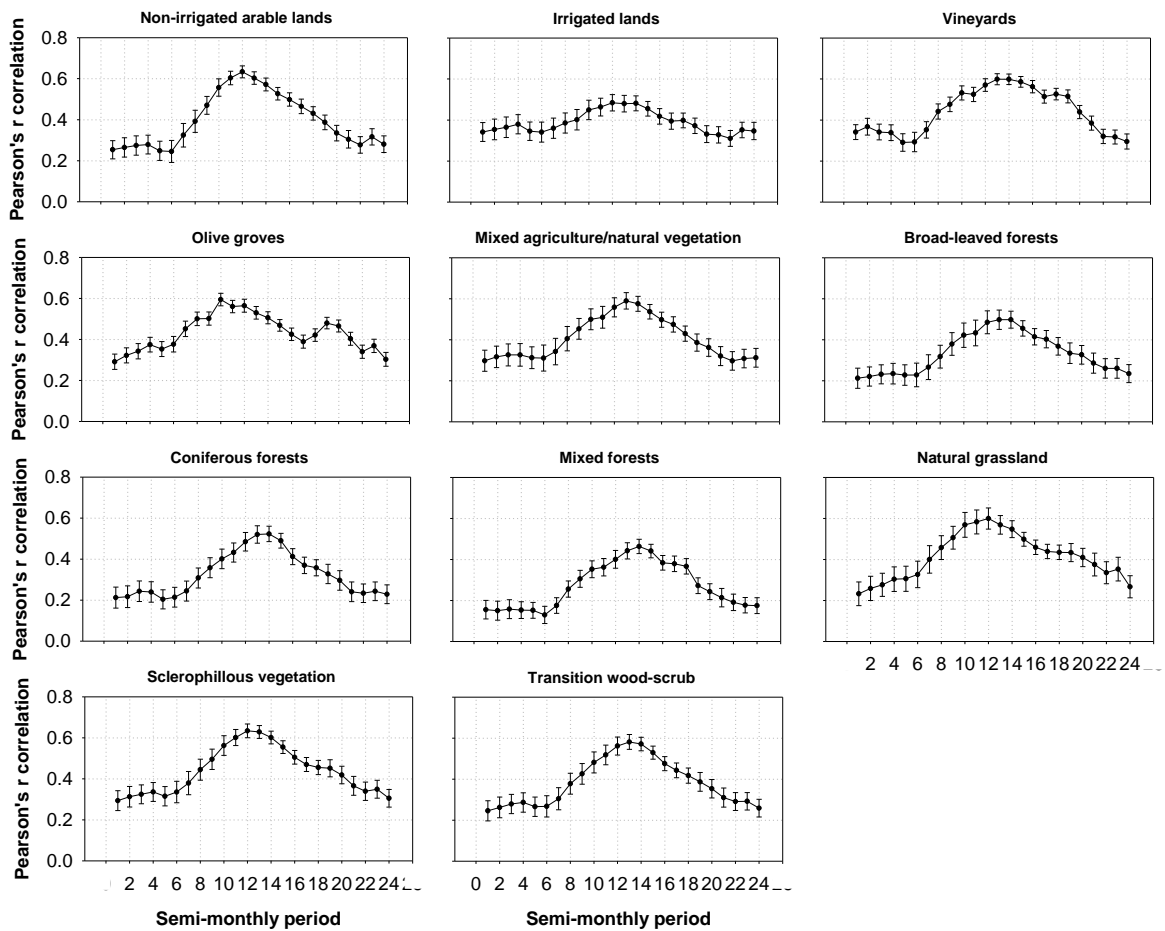 Non-irrigated arable lands
Irrigated lands
Vineyards
Pearson's r correlation
0.8
0.6
0.4
0.2
0.0
Olive groves
Mixed agriculture/natural vegetation
Broad-leaved forests
Pearson's r correlation
0.8
0.6
0.4
0.2
0.0
Coniferous forests
Mixed forests
Natural grassland
Pearson's r correlation
0.8
0.6
0.4
0.2
0.0
2 4 6 8 10 12 14 16 18 20 22 24
Sclerophillous vegetation
Transition wood-scrub
Pearson's r correlation
0.8
0.6
0.4
0.2
0.0
2 4 6 8 10 12 14 16 18 20 22 24
0 2 4 6 8 10 12 14 16 18 20 22 24
Semi-monthly period
Semi-monthly period